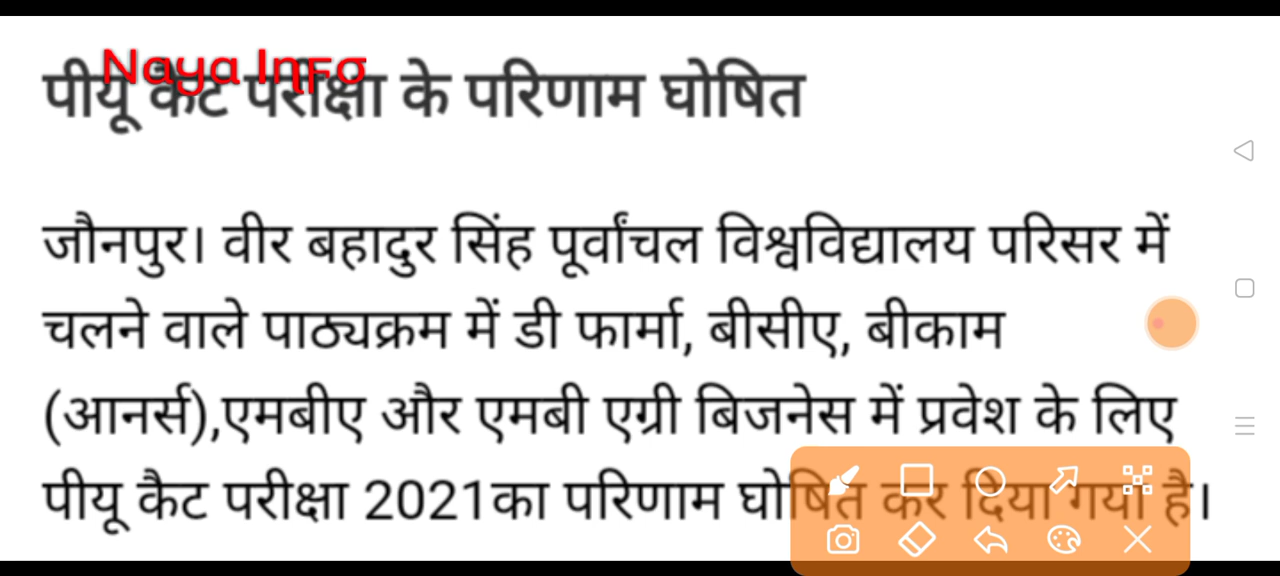 Naya Info
पीयू कैट परीक्षा के परिणाम घोषित
जौनपुर। वीर बहादुर सिंह पूर्वांचल विश्वविद्यालय परिसर में
चलने वाले पाठ्यक्रम में डी फार्मा, बीसीए, बीकाम
(आनर्स),एमबीए और एमबी एग्री बिजनेस में प्रवेश के लिए
पीयू कैट परीक्षा 2021का परिणाम घोषित कर दिया गया है।